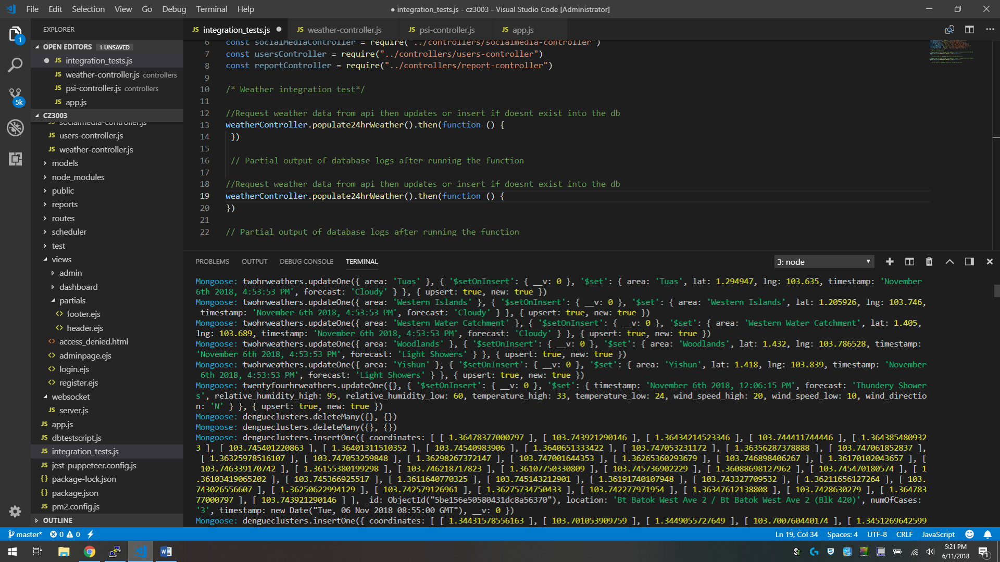 File Edit Selection View Go Debug Terminal Help
● integration_tests.js - cz3003 - Visual Studio Code [Administrator]
EXPLORER
OPEN EDITORS 1 UNSAVED
JS integration_tests.js
JS weather-controller.js controllers
JS psi-controller.js controllers
JS app.js
CZ3003
JS socialmedia-controller.js
JS users-controller.js
JS weather-controller.js
models
node_modules
public
reports
routes
scheduler
test
views
admin
dashboard
partials
<> footer.ejs
<> header.ejs
<> access_denied.html
<> adminpage.ejs
<> login.ejs
<> register.ejs
websocket
JS server.js
JS app.js
JS dbtestscript.js
JS integration_tests.js
JS jest-puppeteer.config.js
{} package-lock.json
{} package.json
JS pm2.config.js
OUTLINE
1
5k
JS integration_tests.js ● JS weather-controller.js JS psi-controller.js JS app.js
6 const socialMediaController = require("../controllers/socialmedia-controller")
7 const usersController = require("../controllers/users-controller")
8 const reportController = require("../controllers/report-controller")
9
10 /* Weather integration test*/
11
12 //Request weather data from api then updates or insert if doesnt exist into the db
13 weatherController.populate24hrWeather().then(function () {
14 })
15
16 // Partial output of database logs after running the function
17
18 //Request weather data from api then updates or insert if doesnt exist into the db
19 weatherController.populate24hrWeather().then(function () {
20 })
21
22 // Partial output of database logs after running the function
PROBLEMS OUTPUT DEBUG CONSOLE TERMINAL 3: node
Mongoose: twohrweathers.updateOne({ area: 'Tuas' }, { '$setOnInsert': { __v: 0 }, '$set': { area: 'Tuas', lat: 1.294947, lng: 103.635, timestamp: 'November
6th 2018, 4:53:53 PM', forecast: 'Cloudy' } }, { upsert: true, new: true })
Mongoose: twohrweathers.updateOne({ area: 'Western Islands' }, { '$setOnInsert': { __v: 0 }, '$set': { area: 'Western Islands', lat: 1.205926, lng: 103.746,
timestamp: 'November 6th 2018, 4:53:53 PM', forecast: 'Cloudy' } }, { upsert: true, new: true })
Mongoose: twohrweathers.updateOne({ area: 'Western Water Catchment' }, { '$setOnInsert': { __v: 0 }, '$set': { area: 'Western Water Catchment', lat: 1.405,
lng: 103.689, timestamp: 'November 6th 2018, 4:53:53 PM', forecast: 'Cloudy' } }, { upsert: true, new: true })
Mongoose: twohrweathers.updateOne({ area: 'Woodlands' }, { '$setOnInsert': { __v: 0 }, '$set': { area: 'Woodlands', lat: 1.432, lng: 103.786528, timestamp:
'November 6th 2018, 4:53:53 PM', forecast: 'Light Showers' } }, { upsert: true, new: true })
Mongoose: twohrweathers.updateOne({ area: 'Yishun' }, { '$setOnInsert': { __v: 0 }, '$set': { area: 'Yishun', lat: 1.418, lng: 103.839, timestamp: 'November
6th 2018, 4:53:53 PM', forecast: 'Light Showers' } }, { upsert: true, new: true })
Mongoose: twentyfourhrweathers.updateOne({}, { '$setOnInsert': { __v: 0 }, '$set': { timestamp: 'November 6th 2018, 12:06:15 PM', forecast: 'Thundery Shower
s', relative_humidity_high: 95, relative_humidity_low: 60, temperature_high: 33, temperature_low: 24, wind_speed_high: 20, wind_speed_low: 10, wind_directio
n: 'N' } }, { upsert: true, new: true })
Mongoose: dengueclusters.deleteMany({}, {})
Mongoose: dengueclusters.deleteMany({}, {})
Mongoose: dengueclusters.insertOne({ coordinates: [ [ 1.36478377000797 ], [ 103.743921290146 ], [ 1.36434214523346 ], [ 103.744411744446 ], [ 1.364385480932
3 ], [ 103.745401220863 ], [ 1.36401311510352 ], [ 103.74540983906 ], [ 1.3640651333422 ], [ 103.747053231172 ], [ 1.36356287378888 ], [ 103.747061852837 ],
[ 1.36325978516107 ], [ 103.747053259848 ], [ 1.36298267372147 ], [ 103.747001644353 ], [ 1.36265360293679 ], [ 103.746898406267 ], [ 1.36170102043657 ], [
103.746339170742 ], [ 1.36155380199298 ], [ 103.746218717823 ], [ 1.36107750330809 ], [ 103.745736902229 ], [ 1.36088698127962 ], [ 103.745470180574 ], [ 1
.36103419065202 ], [ 103.745366925517 ], [ 1.3611640770325 ], [ 103.745143212901 ], [ 1.36191740107948 ], [ 103.743327709532 ], [ 1.36211656127264 ], [ 103.
743026556607 ], [ 1.36250622994129 ], [ 103.742579126961 ], [ 1.36275734750433 ], [ 103.742277971954 ], [ 1.36347612138808 ], [ 103.7428630279 ], [ 1.364783
77000797 ], [ 103.743921290146 ] ], _id: ObjectId("5be156e50580431dc8a56370"), location: 'Bt Batok West Ave 2 / Bt Batok West Ave 2 (Blk 420)', numOfCases:
'3', timestamp: new Date("Tue, 06 Nov 2018 08:55:00 GMT"), __v: 0 })
Mongoose: dengueclusters.insertOne({ coordinates: [ [ 1.34431578556163 ], [ 103.701053909759 ], [ 1.3449055727649 ], [ 103.700760440174 ], [ 1.3451269642599
master* 0 0 Ln 19, Col 34 Spaces: 4 UTF-8 CRLF JavaScript
5:21 PM
6/11/2018
1